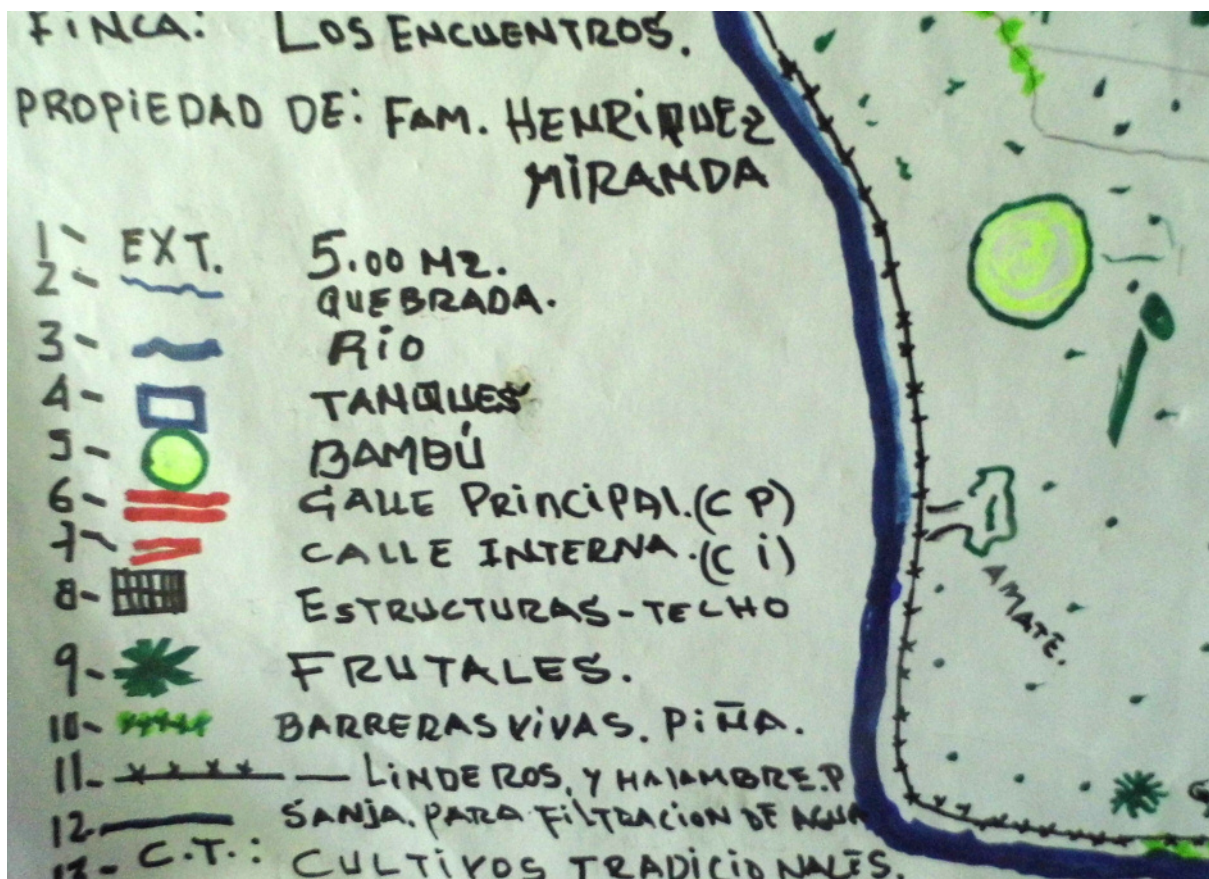 FINCA: LOS ENCUENTROS.
PROPIEDAD DE: FAM. HENRIQUEZ
MIRANDA
1- EXT. 5.00 MZ.
2- QUEBRADA.
3- RIO
4- TANQUES
5- BAMBÚ
6- CALLE PRINCIPAL. (C P)
7- CALLE INTERNA. (C i)
8- ESTRUCTURAS-TECHO
9- FRUTALES.
10- BARRERAS VIVAS. PIÑA.
11- LINDEROS, Y HALAMBRE.P
12- SANJA. PARA FILTRACION DE AGUA
13- C.T.: CULTIVOS TRADICIONALES.
AMATE.